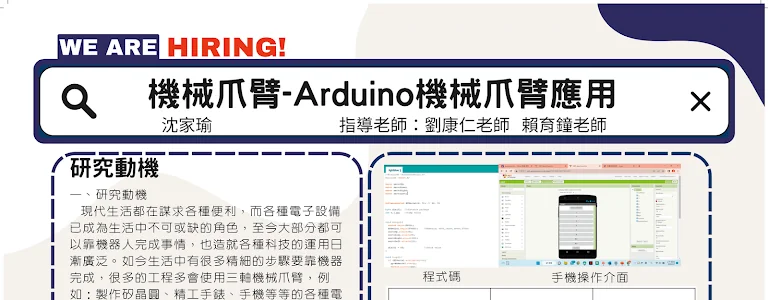 WE ARE HIRING!
機械爪臂-Arduino機械爪臂應用
沈家瑜
指導老師：劉康仁老師 賴育鐘老師
研究動機
一、研究動機
現代生活都在謀求各種便利，而各種電子設備
已成為生活中不可或缺的角色，至今大部分都可
以靠機器人完成事情，也造就各種科技的運用日
漸廣泛。如今生活中有很多精細的步驟要靠機器
完成，很多的工程多會使用三軸機械爪臂，例
如：製作矽晶圓、精工手錶、手機等等的各種電
程式碼
手機操作介面